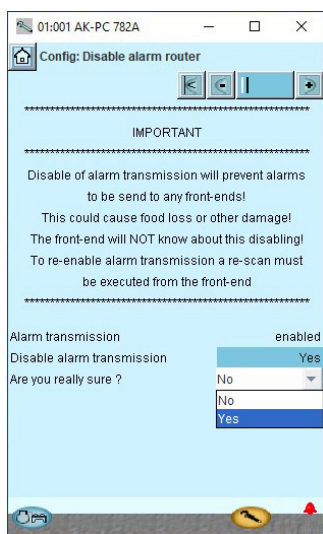 01:001 AK-PC 782A
Config: Disable alarm router
****************************************************************
IMPORTANT
****************************************************************
Disable of alarm transmission will prevent alarms
to be send to any front-ends!
This could cause food loss or other damage!
The front-end will NOT know about this disabling!
To re-enable alarm transmission a re-scan must
be executed from the front-end
****************************************************************
Alarm transmission enabled
Disable alarm transmission Yes
Are you really sure ? No
No
Yes